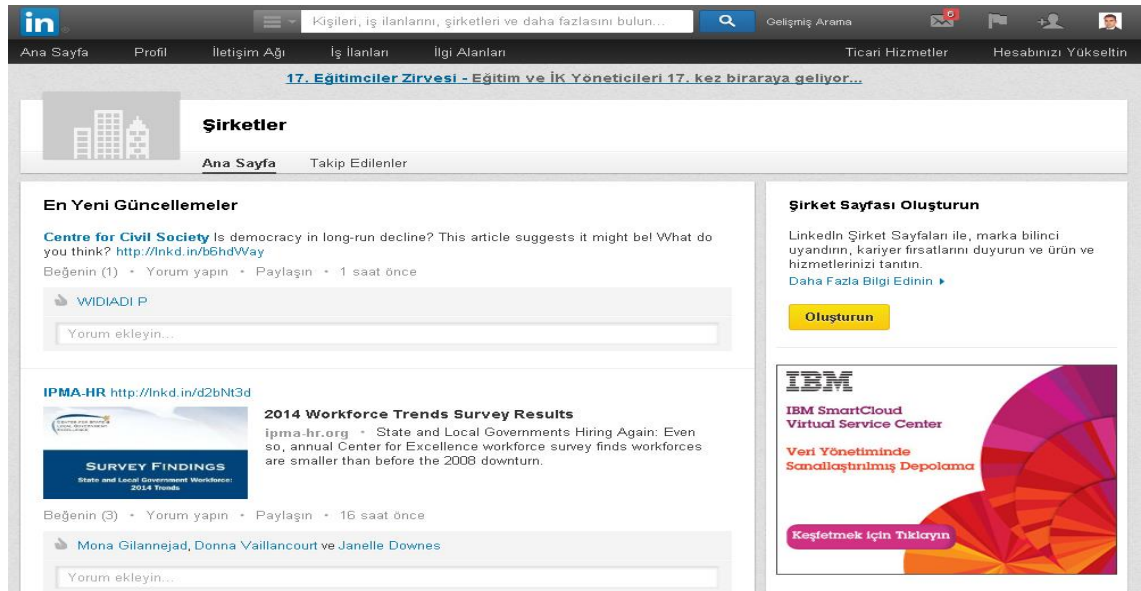 in
Kişileri, iş ilanlarını, şirketleri ve daha fazlasını bulun...
Gelişmiş Arama
6
Ana Sayfa Profil İletişim Ağı İş İlanları İlgi Alanları Ticari Hizmetler Hesabınızı Yükseltin
17. Eğitimciler Zirvesi - Eğitim ve İK Yöneticileri 17. kez biraraya geliyor...
Şirketler
Ana Sayfa Takip Edilenler
En Yeni Güncellemeler
Centre for Civil Society Is democracy in long-run decline? This article suggests it might be! What do
you think? http://lnkd.in/b6hdWay
Beğenin (1) • Yorum yapın • Paylaşın • 1 saat önce
WIDIADI P
Yorum ekleyin...
IPMA-HR http://lnkd.in/d2bNt3d
SURVEY FINDINGS
State and Local Government Workforce:
2014 Trends
2014 Workforce Trends Survey Results
ipma-hr.org • State and Local Governments Hiring Again: Even
so, annual Center for Excellence workforce survey finds workforces
are smaller than before the 2008 downturn.
Beğenin (3) • Yorum yapın • Paylaşın • 16 saat önce
Mona Gilannejad, Donna Vaillancourt ve Janelle Downes
Yorum ekleyin...
Şirket Sayfası Oluşturun
LinkedIn Şirket Sayfaları ile, marka bilinci
uyandırın, kariyer fırsatlarını duyurun ve ürün ve
hizmetlerinizi tanıtın.
Daha Fazla Bilgi Edinin
Oluşturun
IBM
IBM SmartCloud
Virtual Service Center
Veri Yönetiminde
Sanallaştırılmış Depolama
Keşfetmek için Tıklayın